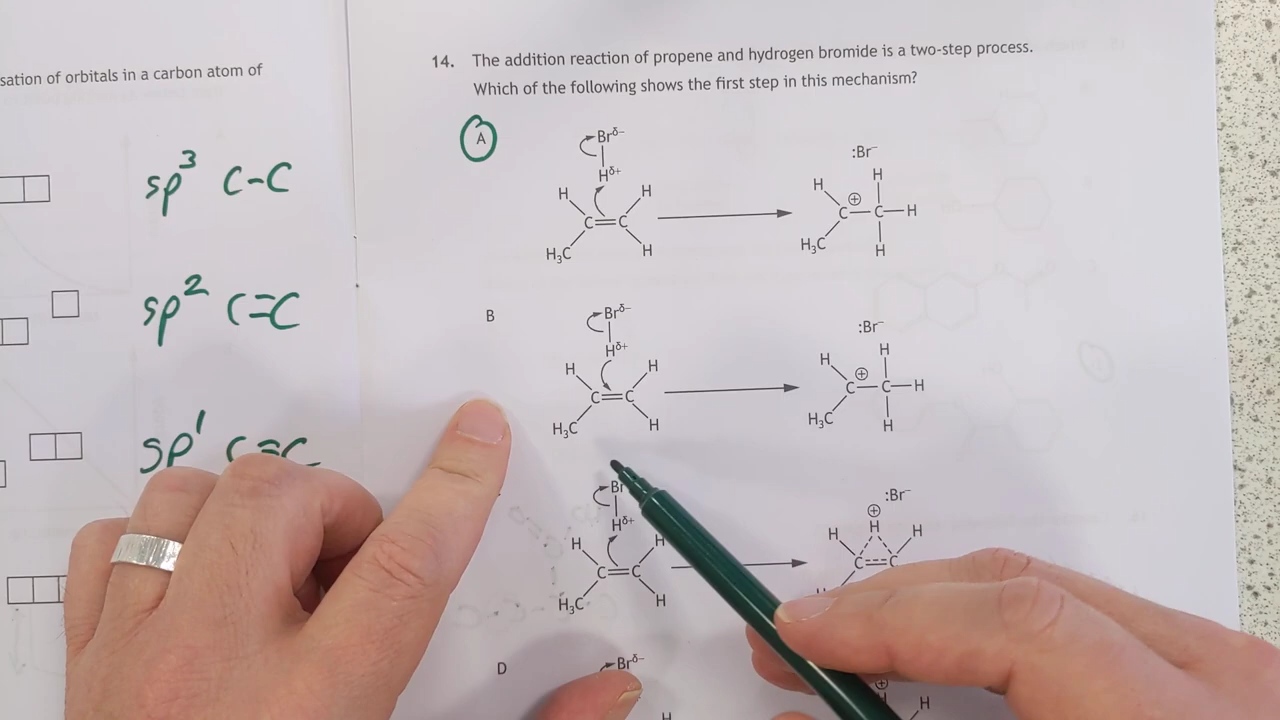 sation of orbitals in a carbon atom of
sp³ C-C
sp² C=C
sp¹ C≡C
14. The addition reaction of propene and hydrogen bromide is a two-step process.
Which of the following shows the first step in this mechanism?
A
Brδ−
Hδ+
H H
C=C
H₃C H
:Br⁻
H H
⊕
C—C—H
H₃C H
B
Brδ−
Hδ+
H H
C=C
H₃C H
:Br⁻
H H
⊕
C—C—H
H₃C H
Br
Hδ+
H H
C=C
H₃C H
:Br⁻
⊕
H H H
C==C
D
Brδ−
H
⊕
H